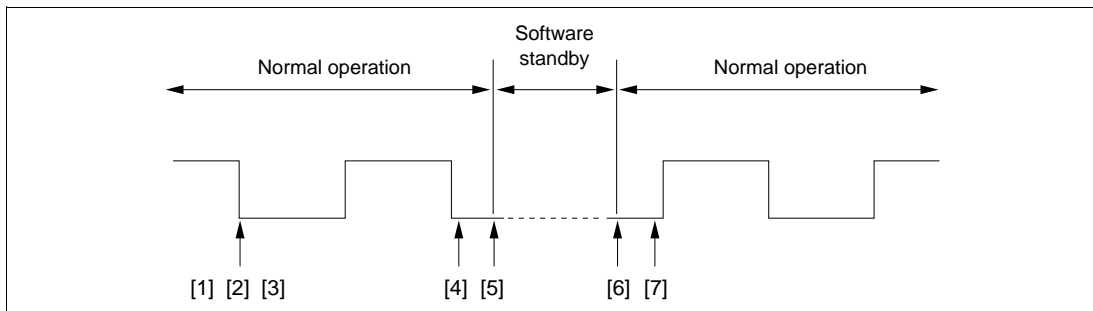 Software
standby
Normal operation
Normal operation
[1] [2] [3] [4] [5] [6] [7]